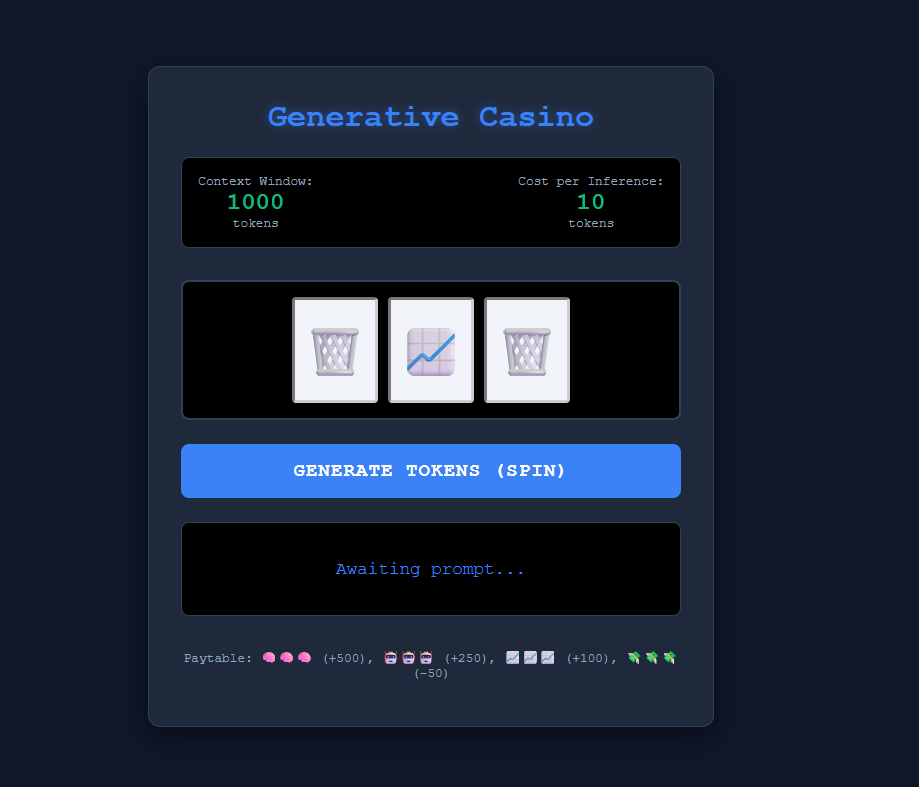 Generative Casino
Context Window:
1000
tokens
Cost per Inference:
10
tokens
GENERATE TOKENS (SPIN)
Awaiting prompt...
Paytable: 🧠🧠🧠 (+500), 🤖🤖🤖 (+250), 📈📈📈 (+100), 💸💸💸
(-50)